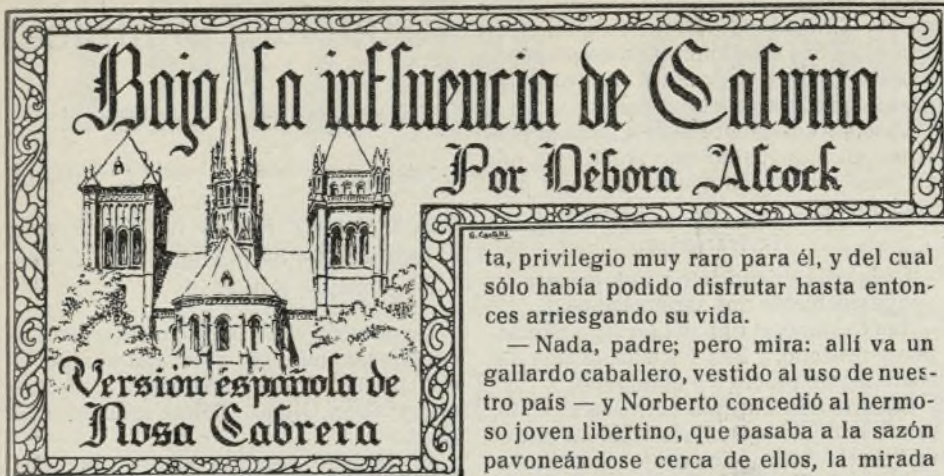 Bajo la influencia de Calvino
Por Débora Alcock
Versión española de
Rosa Cabrera
ta, privilegio muy raro para él, y del cual
sólo había podido disfrutar hasta enton-
ces arriesgando su vida.
— Nada, padre; pero mira: allí va un
gallardo caballero, vestido al uso de nues-
tro país — y Norberto concedió al hermo-
so joven libertino, que pasaba a la sazón
pavoneándose cerca de ellos, la mirada